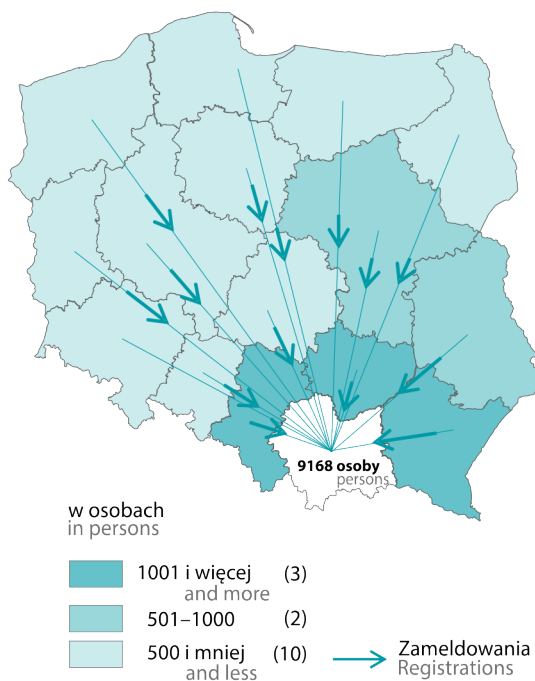 9168 osoby
persons
w osobach
in persons
1001 i więcej (3)
and more
501–1000 (2)
500 i mniej (10)
and less
Zameldowania
Registrations